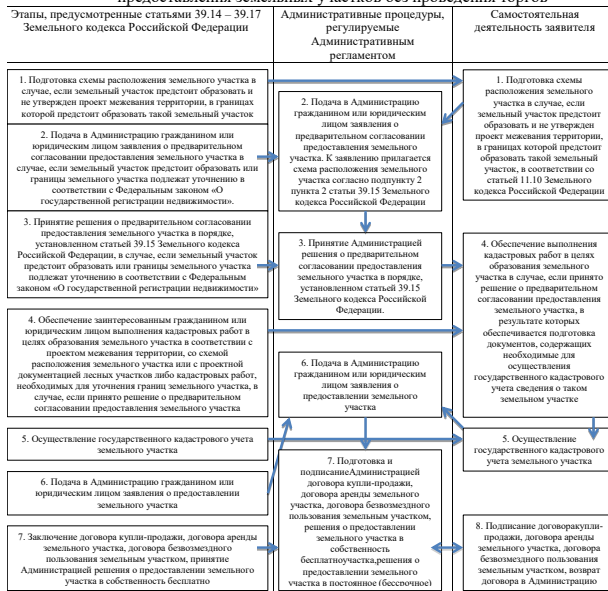 предоставления земельных участков без проведения торгов
Этапы, предусмотренные статьями 39.14 – 39.17
Земельного кодекса Российской Федерации
Административные процедуры,
регулируемые
Административным
регламентом
Самостоятельная
деятельность заявителя
1. Подготовка схемы расположения земельного участка в
случае, если земельный участок предстоит образовать и
не утвержден проект межевания территории, в границах
которой предстоит образовать такой земельный участок
2. Подача в Администрацию гражданином или
юридическим лицом заявления о предварительном
согласовании предоставления земельного участка в
случае, если земельный участок предстоит образовать или
границы земельного участка подлежат уточнению в
соответствии с Федеральным законом «О
государственной регистрации недвижимости».
3. Принятие решения о предварительном согласовании
предоставления земельного участка в порядке,
установленном статьей 39.15 Земельного кодекса
Российской Федерации, в случае, если земельный участок
предстоит образовать или границы земельного участка
подлежат уточнению в соответствии с Федеральным
законом «О государственной регистрации недвижимости»
4. Обеспечение заинтересованным гражданином или
юридическим лицом выполнения кадастровых работ в
целях образования земельного участка в соответствии с
проектом межевания территории, со схемой
расположения земельного участка или с проектной
документацией лесных участков либо кадастровых работ,
необходимых для уточнения границ земельного участка, в
случае, если принято решение о предварительном
согласовании предоставления земельного участка
5. Осуществление государственного кадастрового учета
земельного участка
6. Подача в Администрацию гражданином или
юридическим лицом заявления о предоставлении
земельного участка
7. Заключение договора купли-продажи, договора аренды
земельного участка, договора безвозмездного
пользования земельным участком, принятие
Администрацией решения о предоставлении земельного
участка в собственность бесплатно
2. Подача в Администрацию
гражданином или юридическим
лицом заявления о
предварительном согласовании
предоставления земельного
участка. К заявлению прилагается
схема расположения земельного
участка согласно подпункту 2
пункта 2 статьи 39.15 Земельного
кодекса Российской Федерации
3. Принятие Администрацией
решения о предварительном
согласовании предоставления
земельного участка в порядке,
установленном статьей 39.15
Земельного кодекса Российской
Федерации.
6. Подача в Администрацию
гражданином или юридическим
лицом заявления о
предоставлении земельного
участка
7. Подготовка и
подписаниеАдминистрацией
договора купли-продажи,
договора аренды земельного
участка, договора безвозмездного
пользования земельным участком,
решения о предоставлении
земельного участка в
собственность
бесплатноучастка,решения о
предоставлении земельного
участка в постоянное (бессрочное)
1. Подготовка схемы
расположения земельного
участка в случае, если
земельный участок
предстоит образовать
и не утвержден проект
межевания территории,
в границах которой предстоит
образовать такой земельный
участок, в соответствии со
статьей 11.10 Земельного
кодекса Российской Федерации
4. Обеспечение выполнения
кадастровых работ в целях
образования земельного
участка в случае, если принято
решение о предварительном
согласовании предоставления
земельного участка, в
результате которых
обеспечивается подготовка
документов, содержащих
необходимые для
осуществления
государственного кадастрового
учета сведения о таком
земельном участке
5. Осуществление
государственного кадастрового
учета земельного участка
8. Подписание договоракупли-
продажи, договора аренды
земельного участка, договора
безвозмездного пользования
земельным участком, возврат
договора в Администрацию